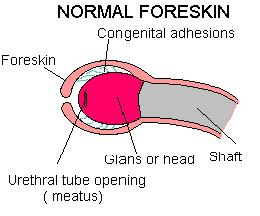 NORMAL FORESKIN
Congenital adhesions
Foreskin
Glans or head
Shaft
Urethral tube opening
( meatus)